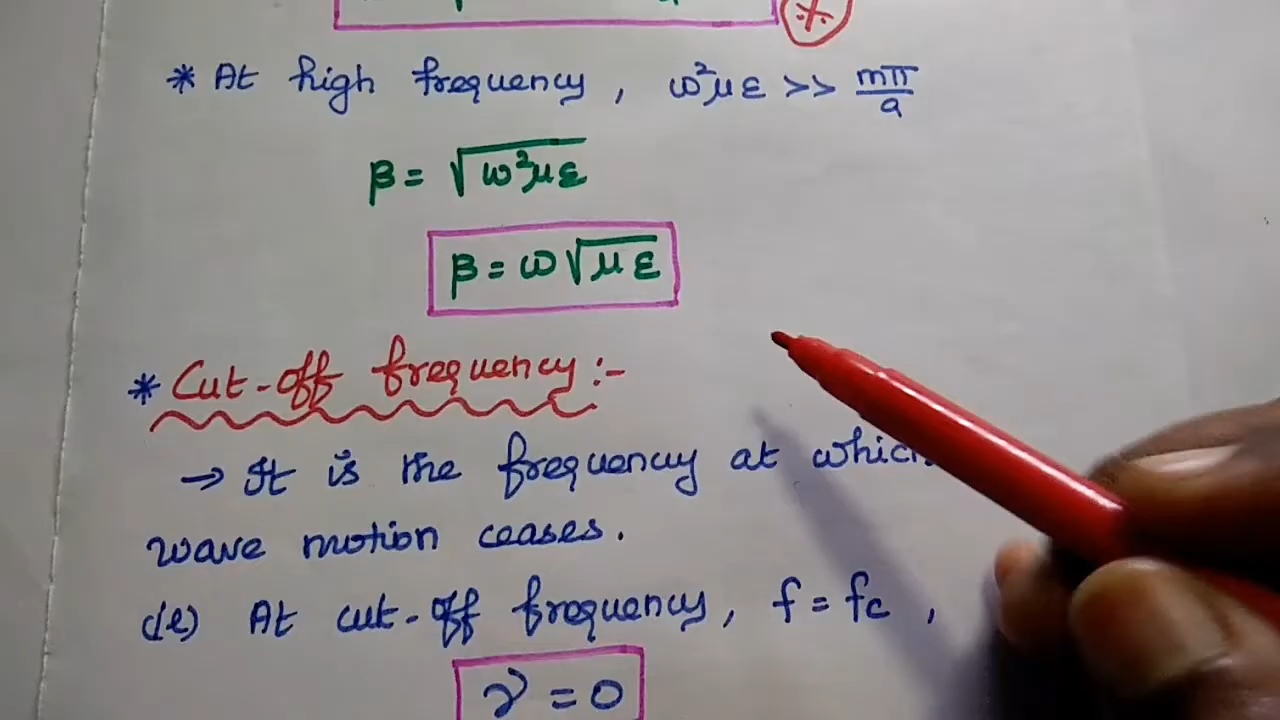 * At high frequency, ω²με >> mπ/a
β = √ω²με
β = ω√με
* Cut-off frequency :-
→ It is the frequency at which
wave motion ceases.
(ie) At cut-off frequency, f = fc,
γ = 0